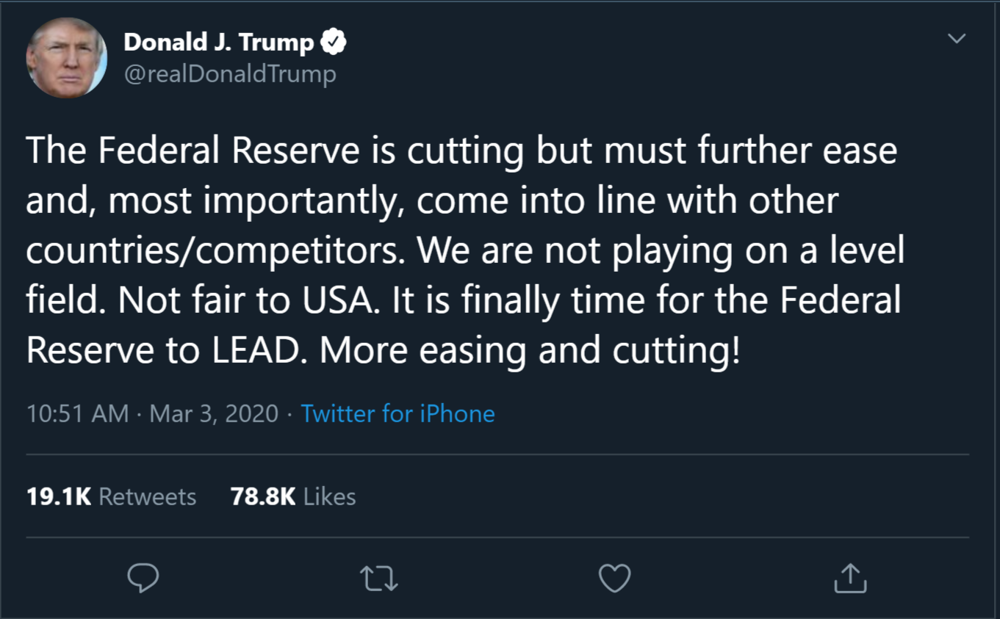 Donald J. Trump
@realDonaldTrump
The Federal Reserve is cutting but must further ease
and, most importantly, come into line with other
countries/competitors. We are not playing on a level
field. Not fair to USA. It is finally time for the Federal
Reserve to LEAD. More easing and cutting!
10:51 AM · Mar 3, 2020 · Twitter for iPhone
19.1K Retweets 78.8K Likes